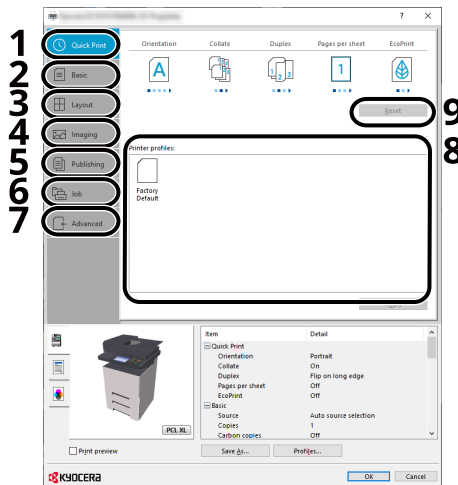 ? ×
1 Quick Print
2 Basic
3 Layout
4 Imaging
5 Publishing
6 Job
7 Advanced
Orientation Collate Duplex Pages per sheet EcoPrint
A 1 2 3 1
Reset 9
8
Printer profiles:
Factory
Default
Item Detail
Quick Print
Orientation Portrait
Collate On
Duplex Flip on long edge
Pages per sheet Off
EcoPrint Off
Basic
Source Auto source selection
Copies 1
Carbon copies Off
PCL XL
Print preview Save As... Profiles...
KYOCERA OK Cancel